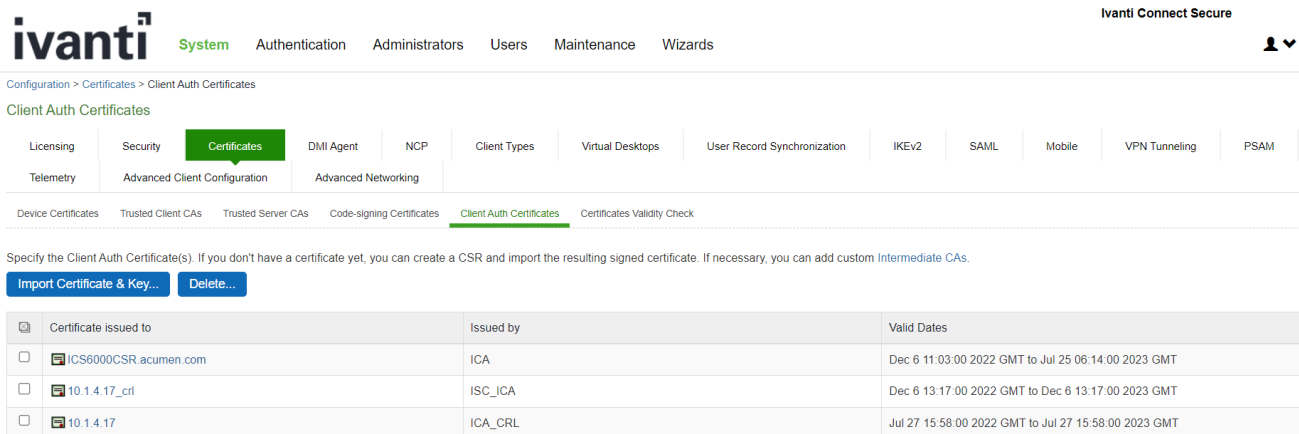 Ivanti Connect Secure
ivanti
System Authentication Administrators Users Maintenance Wizards
Configuration > Certificates > Client Auth Certificates
Client Auth Certificates
Licensing Security Certificates DMI Agent NCP Client Types Virtual Desktops User Record Synchronization IKEv2 SAML Mobile VPN Tunneling PSAM
Telemetry Advanced Client Configuration Advanced Networking
Device Certificates Trusted Client CAs Trusted Server CAs Code-signing Certificates Client Auth Certificates Certificates Validity Check
Specify the Client Auth Certificate(s). If you don't have a certificate yet, you can create a CSR and import the resulting signed certificate. If necessary, you can add custom Intermediate CAs.
Import Certificate & Key... Delete...
Certificate issued to Issued by Valid Dates
ICS6000CSR.acumen.com ICA Dec 6 11:03:00 2022 GMT to Jul 25 06:14:00 2023 GMT
10.1.4.17_crl ISC_ICA Dec 6 13:17:00 2022 GMT to Dec 6 13:17:00 2023 GMT
10.1.4.17 ICA_CRL Jul 27 15:58:00 2022 GMT to Jul 27 15:58:00 2023 GMT